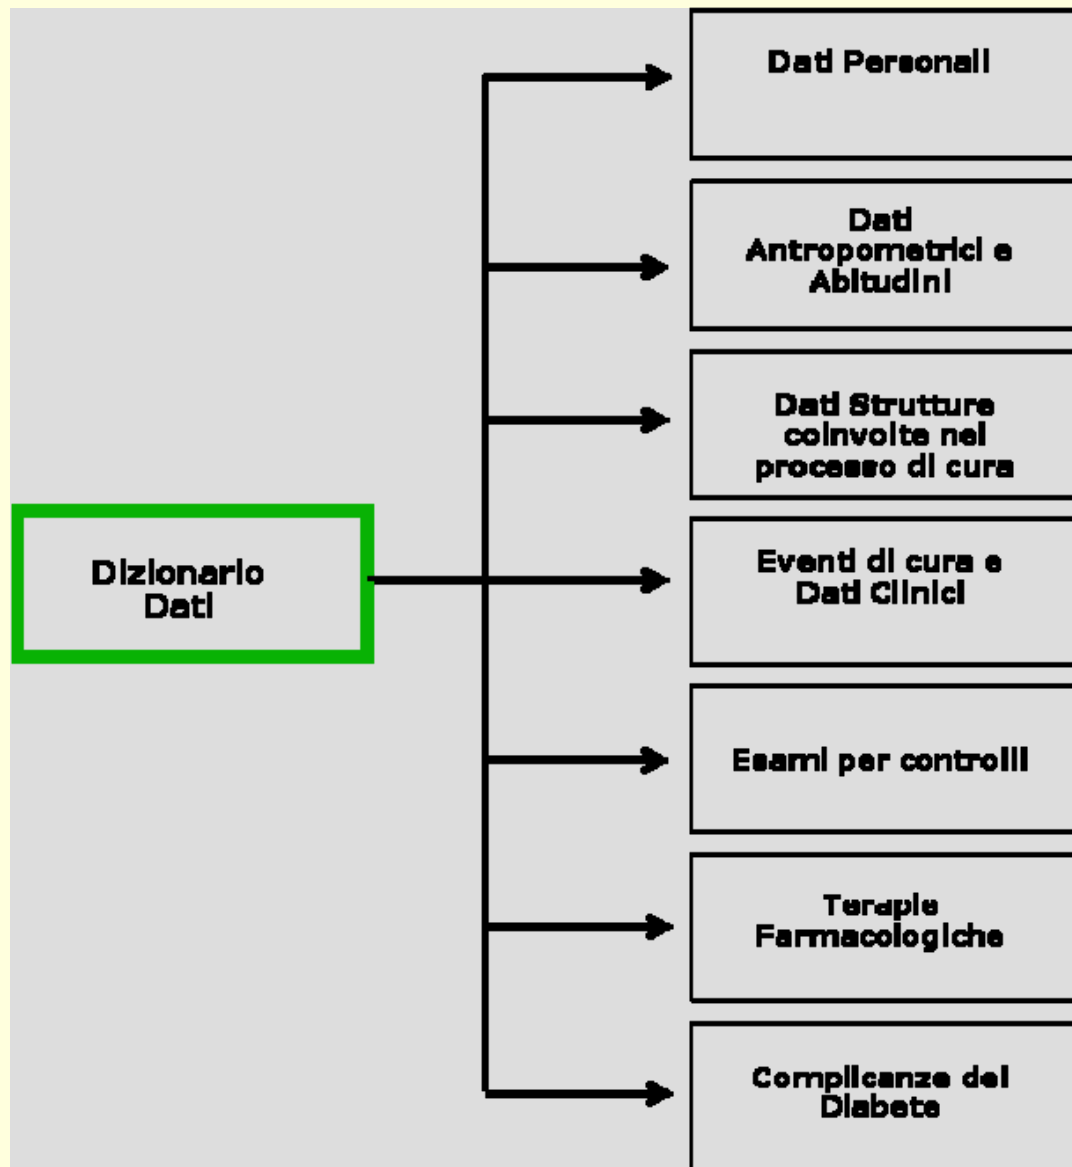 Dati Personali
Dati
Antropometrici e
Abitudini
Dati Strutture
coinvolte nel
processo di cura
Dizionario
Dati
Eventi di cura e
Dati Clinici
Esami per controlli
Terapie
Farmacologiche
Complicanze del
Diabete